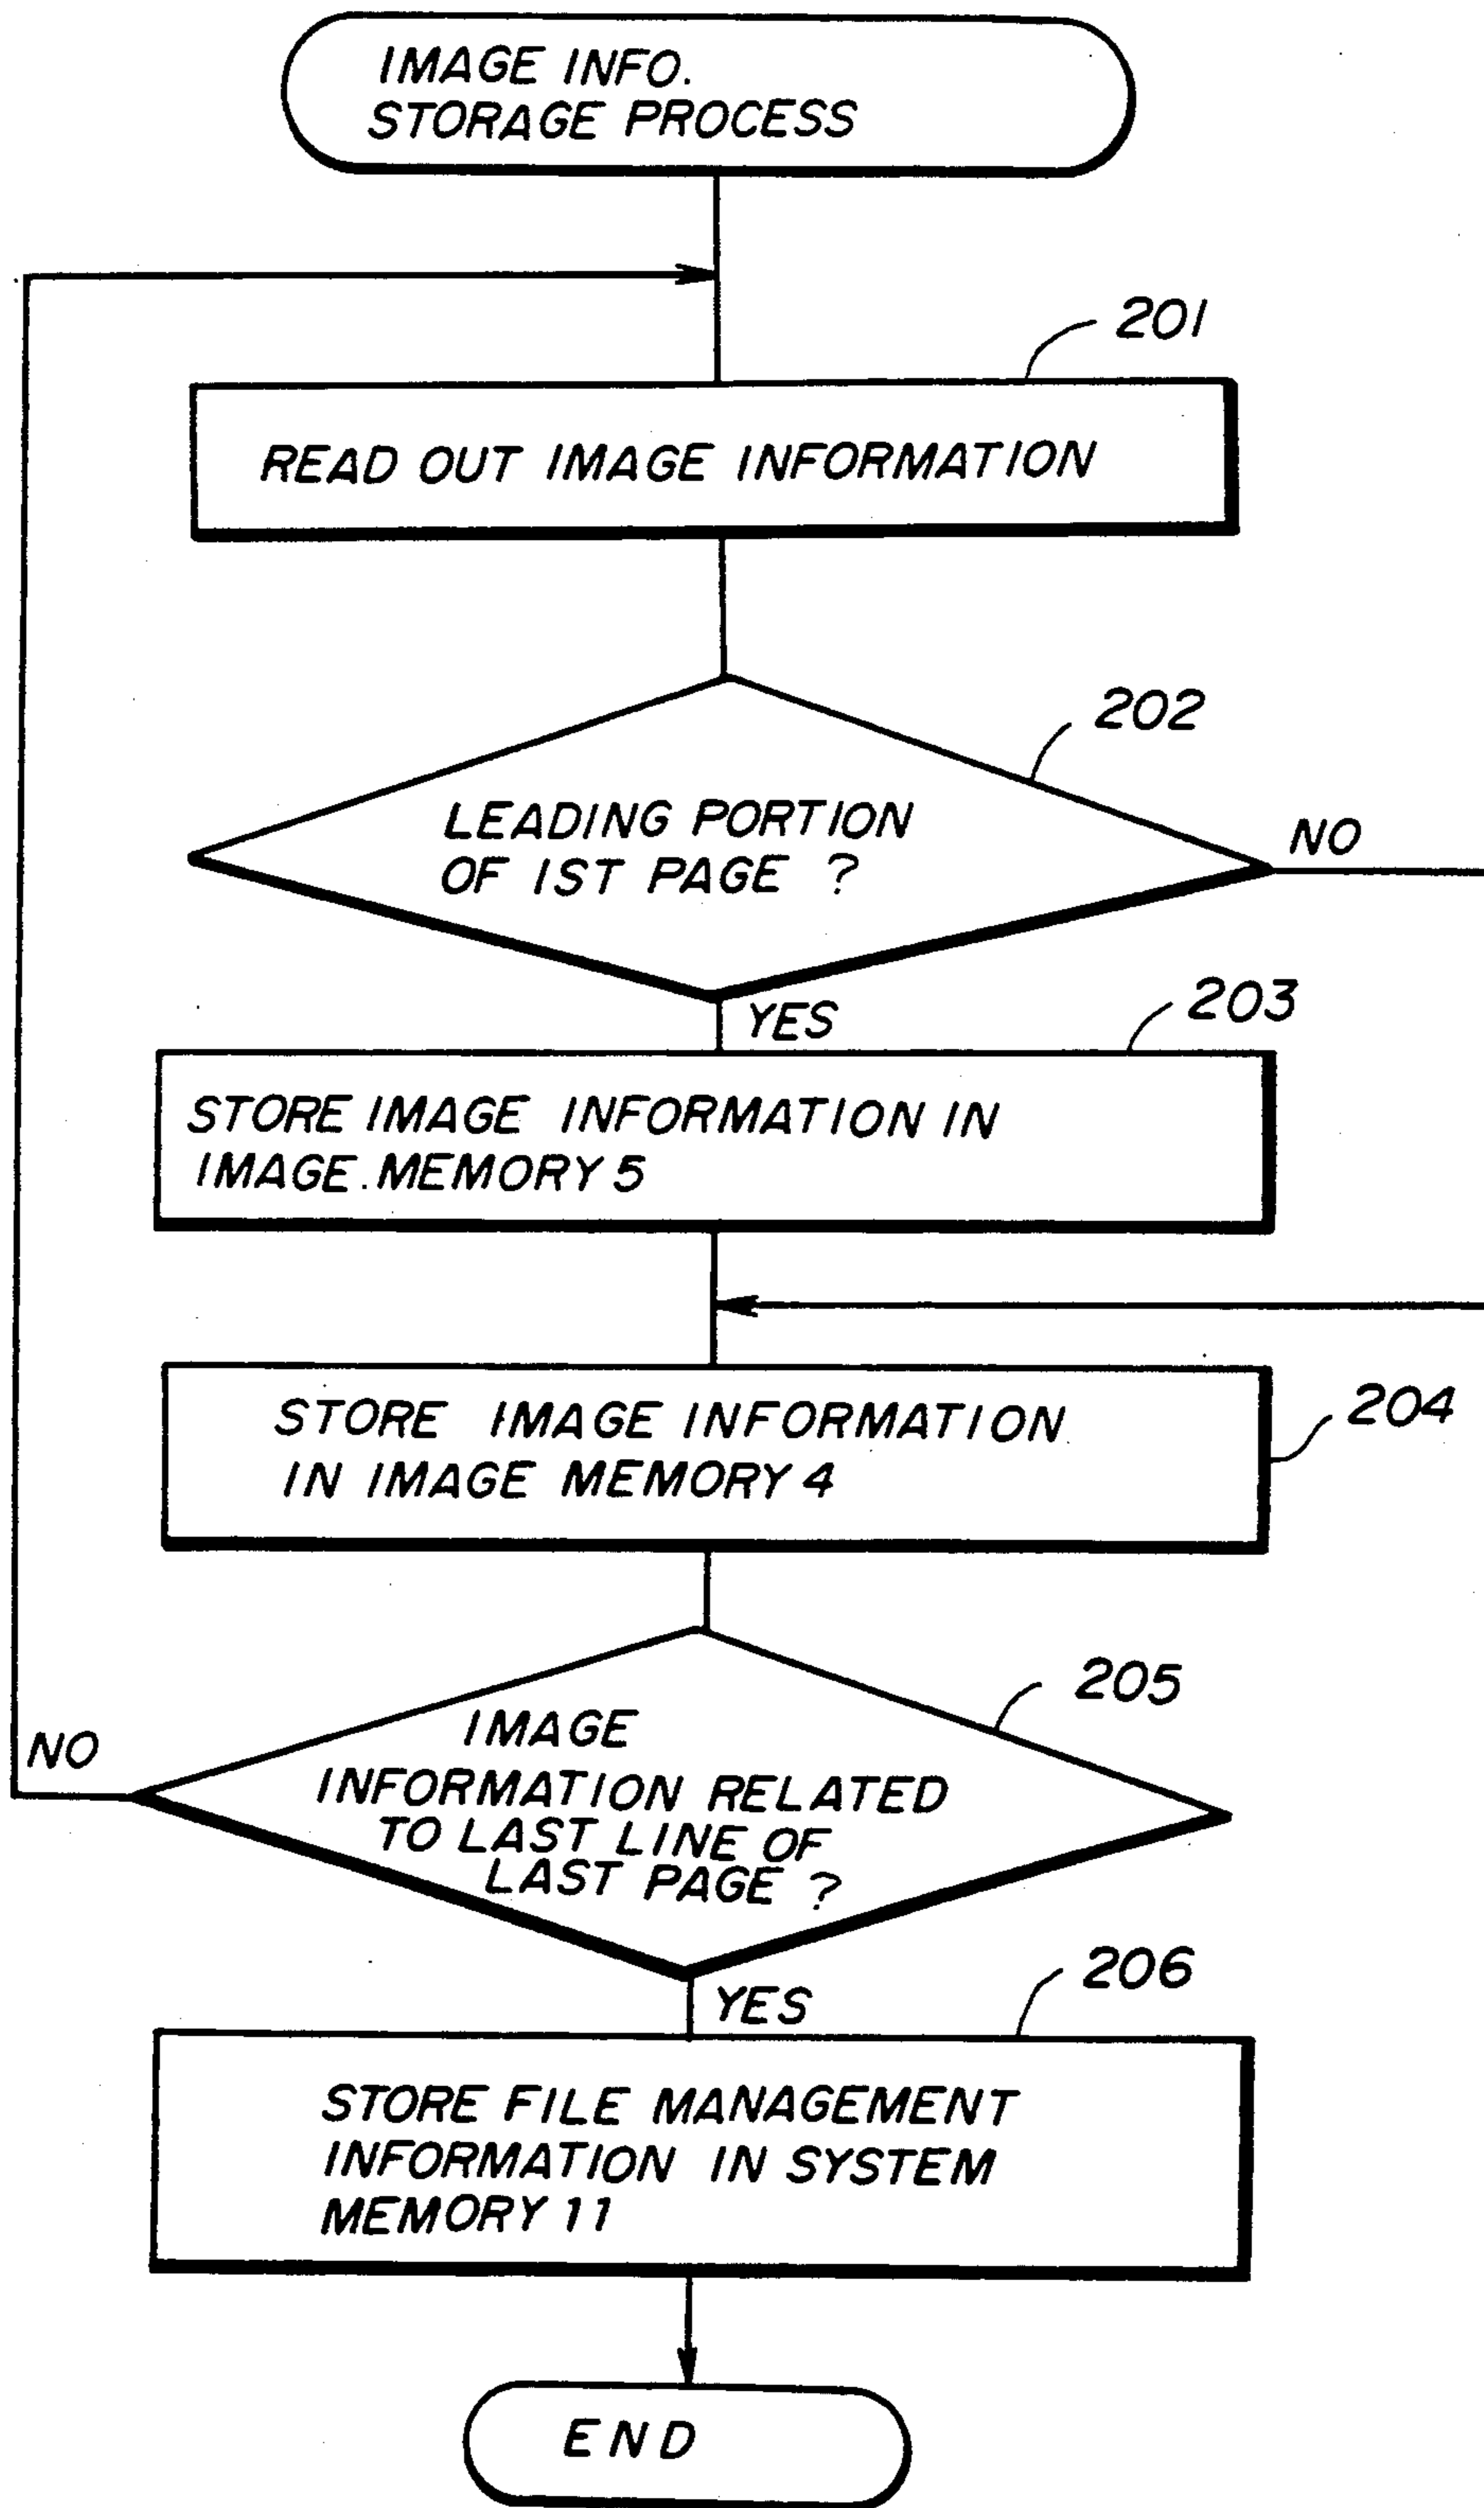 IMAGE INFO.
STORAGE PROCESS
201
READ OUT IMAGE INFORMATION
202
LEADING PORTION
OF 1ST PAGE ?
NO
YES
203
STORE IMAGE INFORMATION IN
IMAGE MEMORY 5
STORE IMAGE INFORMATION
IN IMAGE MEMORY 4
204
205
IMAGE
INFORMATION RELATED
TO LAST LINE OF
LAST PAGE ?
NO
YES
206
STORE FILE MANAGEMENT
INFORMATION IN SYSTEM
MEMORY 11
END